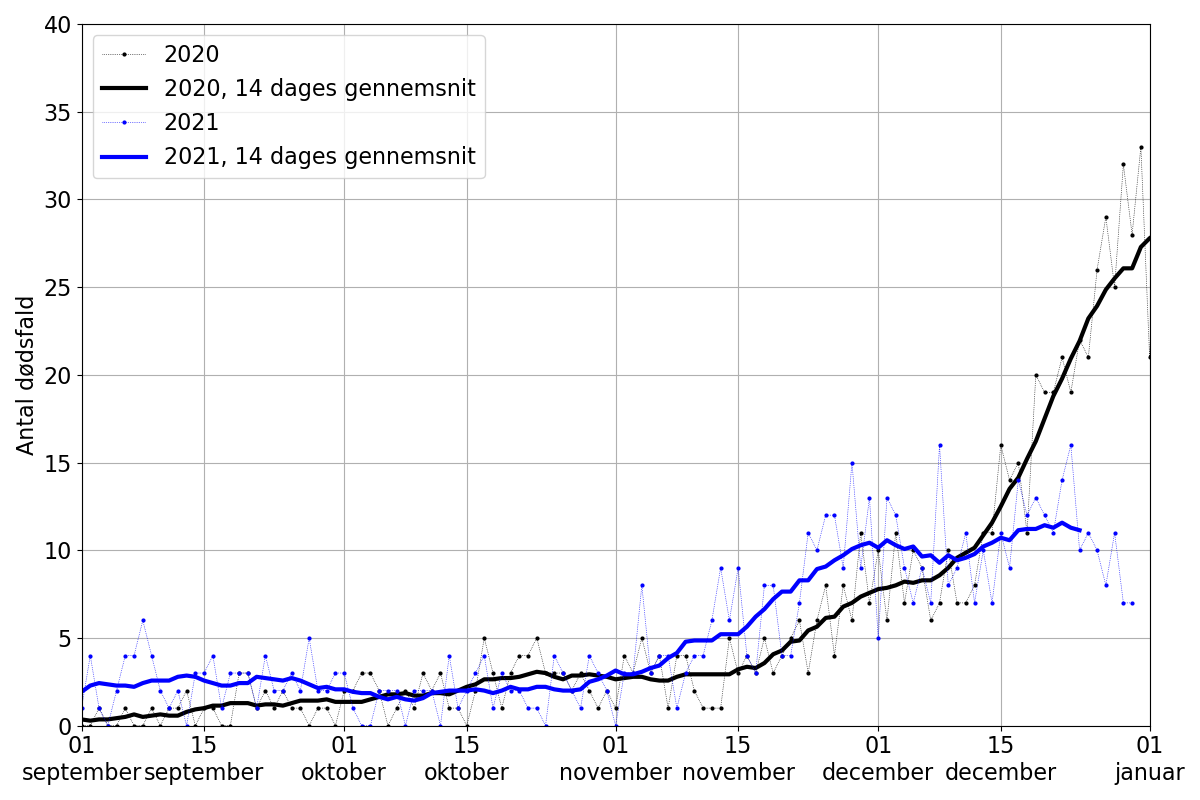 40
35
30
25
20
15
10
5
0
Antal dødsfald
2020
2020, 14 dages gennemsnit
2021
2021, 14 dages gennemsnit
01 15 01 15 01 15 01 15 01
september september oktober oktober november november december december januar